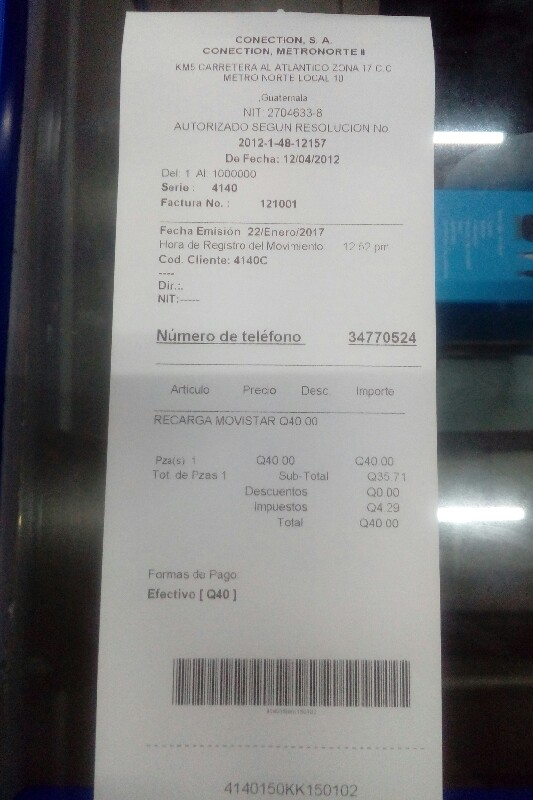 CONECTION, S. A.
CONECTION, METRONORTE II
KM5 CARRETERA AL ATLANTICO ZONA 17 C.C
METRO NORTE LOCAL 10
,Guatemala
NIT: 2704633-8
AUTORIZADO SEGUN RESOLUCION No.
2012-1-48-12157
De Fecha: 12/04/2012
Del: 1 Al: 1000000
Serie : 4140
Factura No. : 121001
Fecha Emisión 22/Enero/2017
Hora de Registro del Movimiento: 12:52 pm
Cod. Cliente: 4140C
----
Dir.:.
NIT:-----
Número de teléfono 34770524
Articulo Precio Desc. Importe
RECARGA MOVISTAR Q40.00
Pza(s) 1 Q40.00 Q40.00
Tot. de Pzas 1 Sub-Total Q35.71
Descuentos Q0.00
Impuestos Q4.29
Total Q40.00
Formas de Pago
Efectivo [ Q40 ]
4140150KK150102